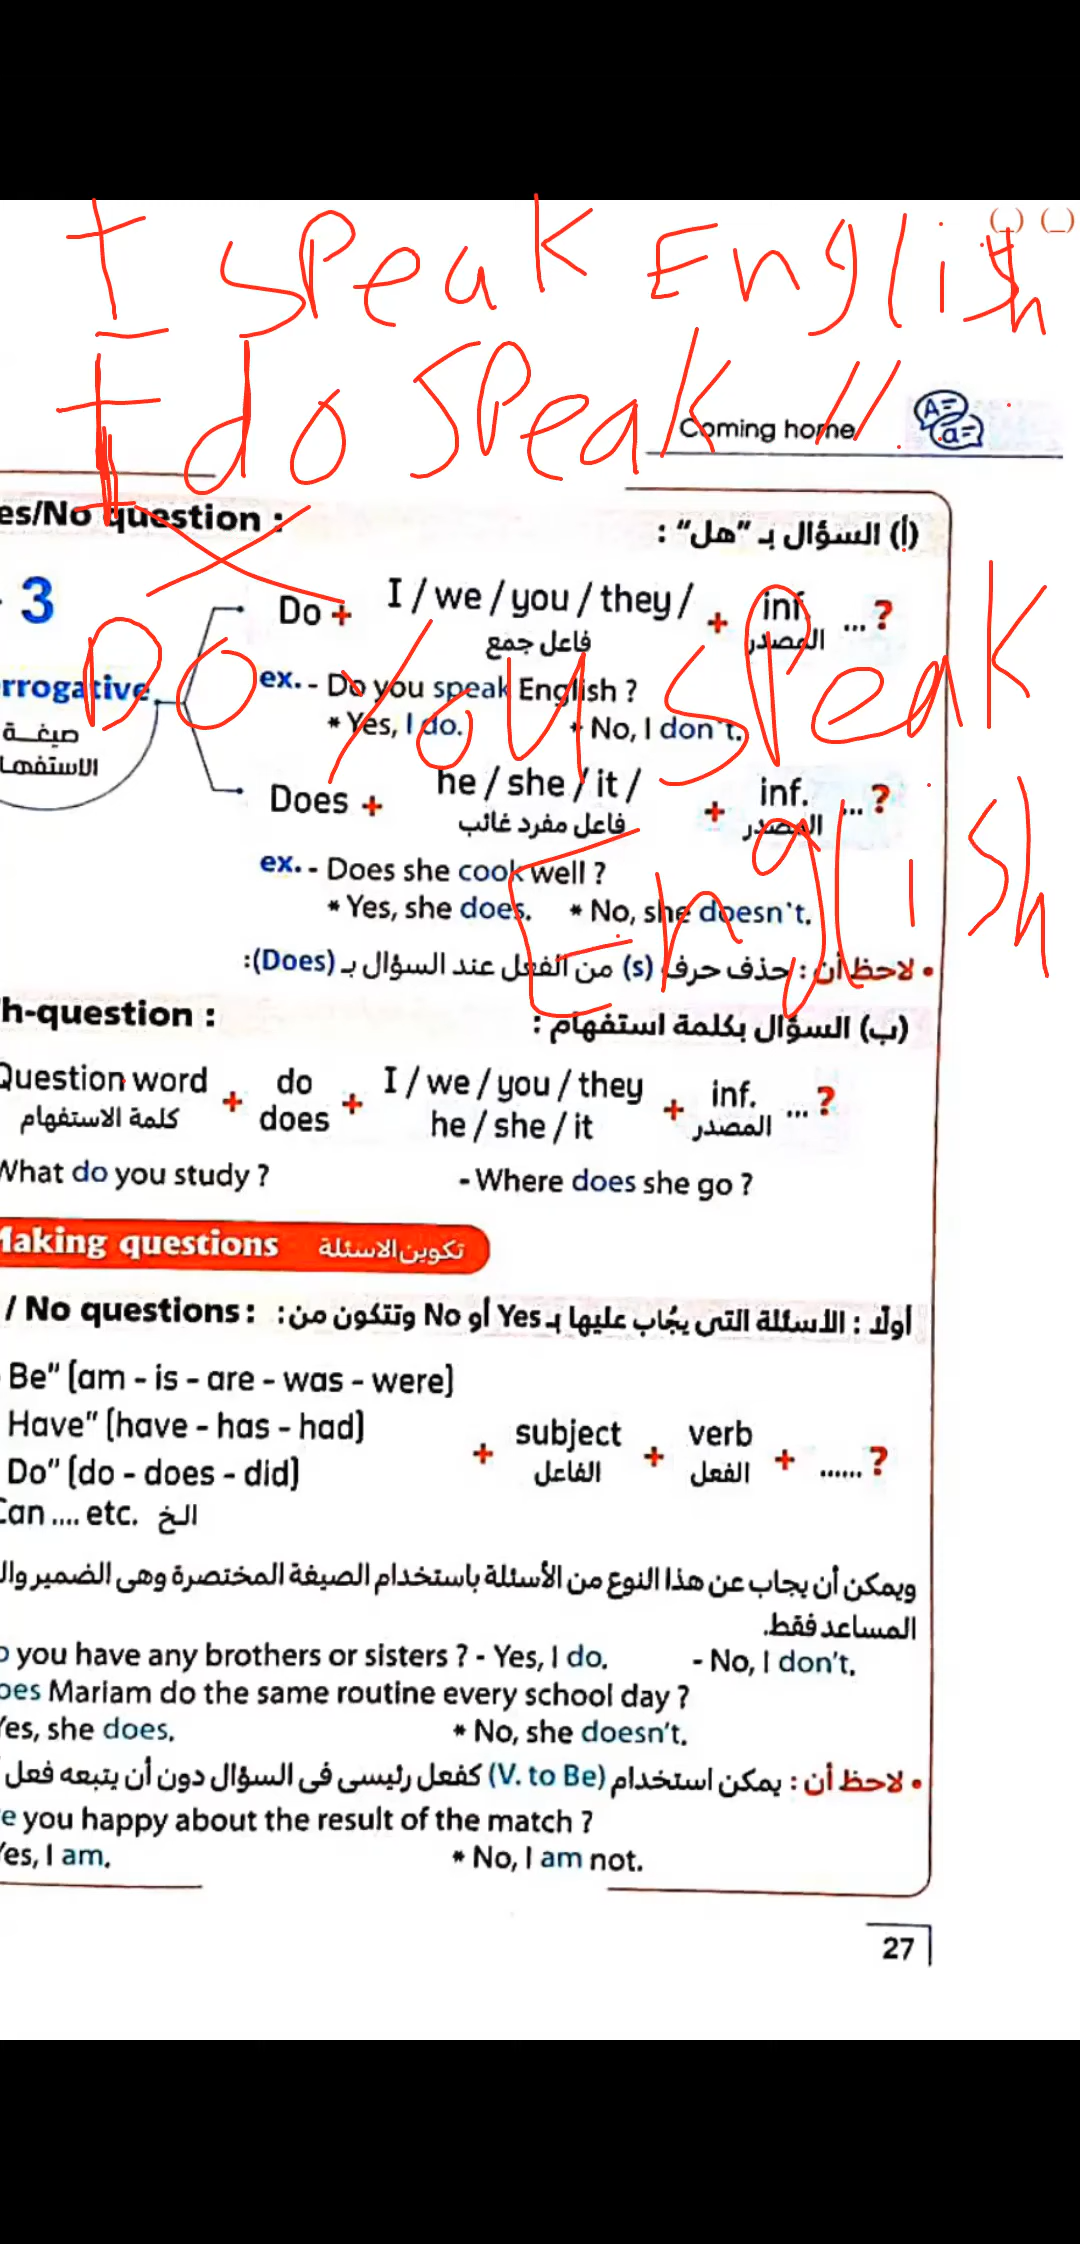 (_) (_)
I speak English
I do speak //
Coming home
A= a=
es/No question :
(أ) السؤال بـ "هل" :
3
Do + I / we / you / they / + inf. ... ?
فاعل جمع
المصدر
Do you speak
English
rrogative
صيغة
الاستفها
ex. - Do you speak English ?
* Yes, I do. * No, I don't.
Does + he / she / it / + inf. ... ?
فاعل مفرد غائب
المصدر
ex. - Does she cook well ?
* Yes, she does. * No, she doesn't.
• لاحظ أن : حذف حرف (s) من الفعل عند السؤال بـ (Does):
h-question :
(ب) السؤال بكلمة استفهام :
Question word + do + I / we / you / they + inf. ... ?
does he / she / it
كلمة الاستفهام
المصدر
What do you study ? - Where does she go ?
Making questions تكوين الاسئلة
/ No questions : أولًا : الأسئلة التى يجُاب عليها بـ Yes أو No وتتكون من:
Be" (am - is - are - was - were)
Have" (have - has - had)
+ subject + verb + ...... ?
الفاعل الفعل
Do" (do - does - did)
Can .... etc. الخ
ويمكن أن يجاب عن هذا النوع من الأسئلة باستخدام الصيغة المختصرة وهى الضمير وال
المساعد فقط.
o you have any brothers or sisters ? - Yes, I do. - No, I don't.
oes Mariam do the same routine every school day ?
Yes, she does. * No, she doesn't.
• لاحظ أن : يمكن استخدام (V. to Be) كفعل رئيسى فى السؤال دون أن يتبعه فعل
e you happy about the result of the match ?
Yes, I am. * No, I am not.
27